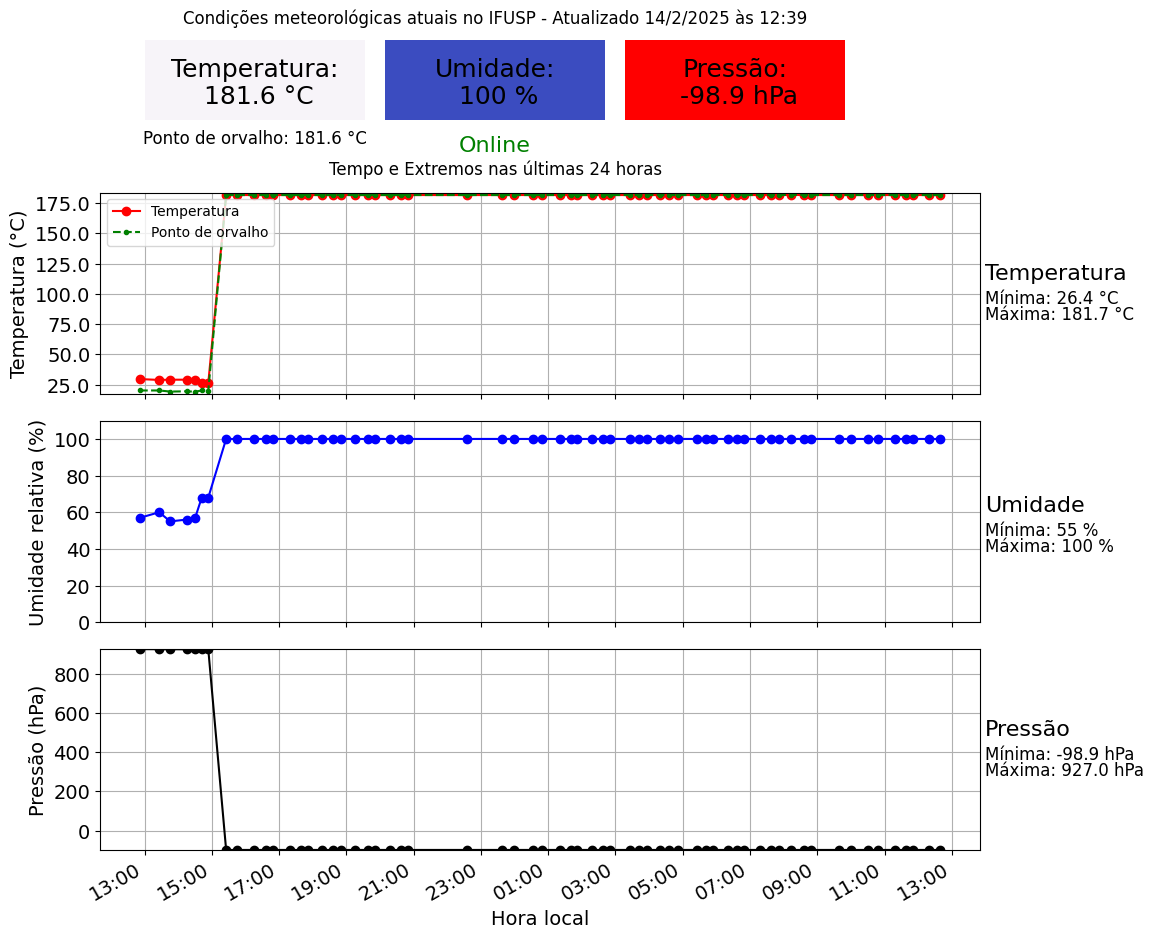 Condições meteorológicas atuais no IFUSP - Atualizado 14/2/2025 às 12:39
Temperatura:
181.6 °C
Umidade:
100 %
Pressão:
-98.9 hPa
Ponto de orvalho: 181.6 °C
Online
Tempo e Extremos nas últimas 24 horas
Temperatura (°C)
175.0
150.0
125.0
100.0
75.0
50.0
25.0
Temperatura
Ponto de orvalho
Temperatura
Mínima: 26.4 °C
Máxima: 181.7 °C
Umidade relativa (%)
100
80
60
40
20
0
Umidade
Mínima: 55 %
Máxima: 100 %
Pressão (hPa)
800
600
400
200
0
Pressão
Mínima: -98.9 hPa
Máxima: 927.0 hPa
13:00 15:00 17:00 19:00 21:00 23:00 01:00 03:00 05:00 07:00 09:00 11:00 13:00
Hora local